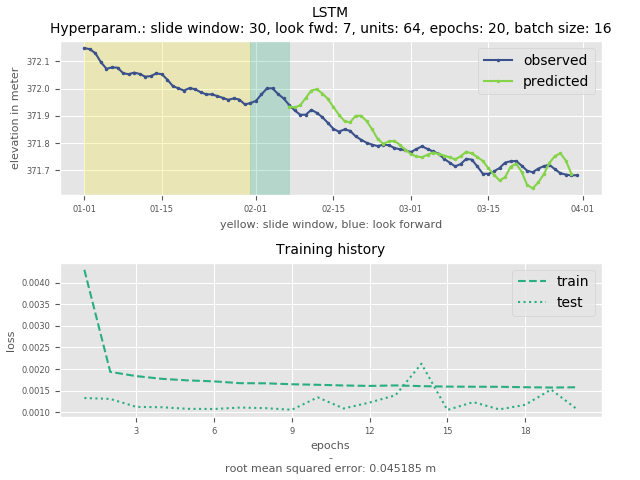 LSTM
Hyperparam.: slide window: 30, look fwd: 7, units: 64, epochs: 20, batch size: 16
observed
predicted
elevation in meter
372.1
372.0
371.9
371.8
371.7
01-01 01-15 02-01 02-15 03-01 03-15 04-01
yellow: slide window, blue: look forward
Training history
train
test
loss
0.0040
0.0035
0.0030
0.0025
0.0020
0.0015
0.0010
3 6 9 12 15 18
epochs
-
root mean squared error: 0.045185 m